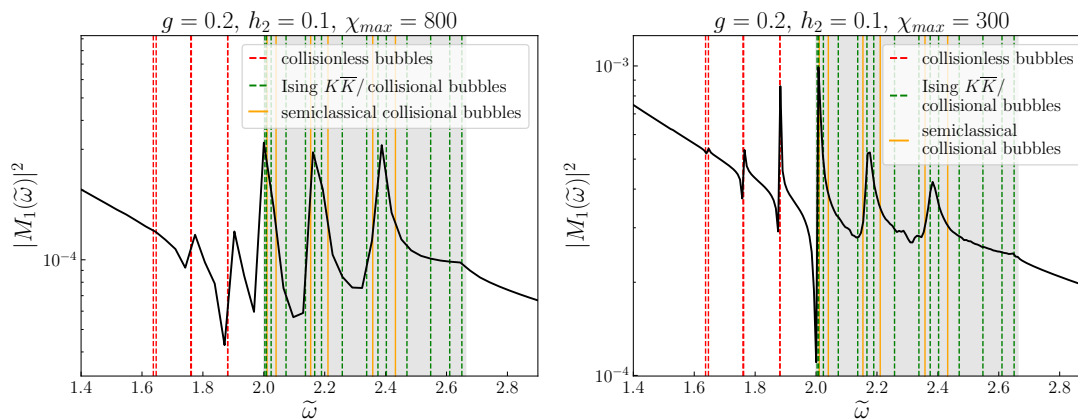 g = 0.2, h₂ = 0.1, χₘₐₓ = 800
collisionless bubbles
Ising KK̅/ collisional bubbles
semiclassical collisional bubbles
|M₁(ω̃)|²
10⁻⁴
1.4 1.6 1.8 2.0 2.2 2.4 2.6 2.8
ω̃
g = 0.2, h₂ = 0.1, χₘₐₓ = 300
collisionless bubbles
Ising KK̅/
collisional bubbles
semiclassical
collisional bubbles
|M₁(ω̃)|²
10⁻³
10⁻⁴
1.4 1.6 1.8 2.0 2.2 2.4 2.6 2.8
ω̃